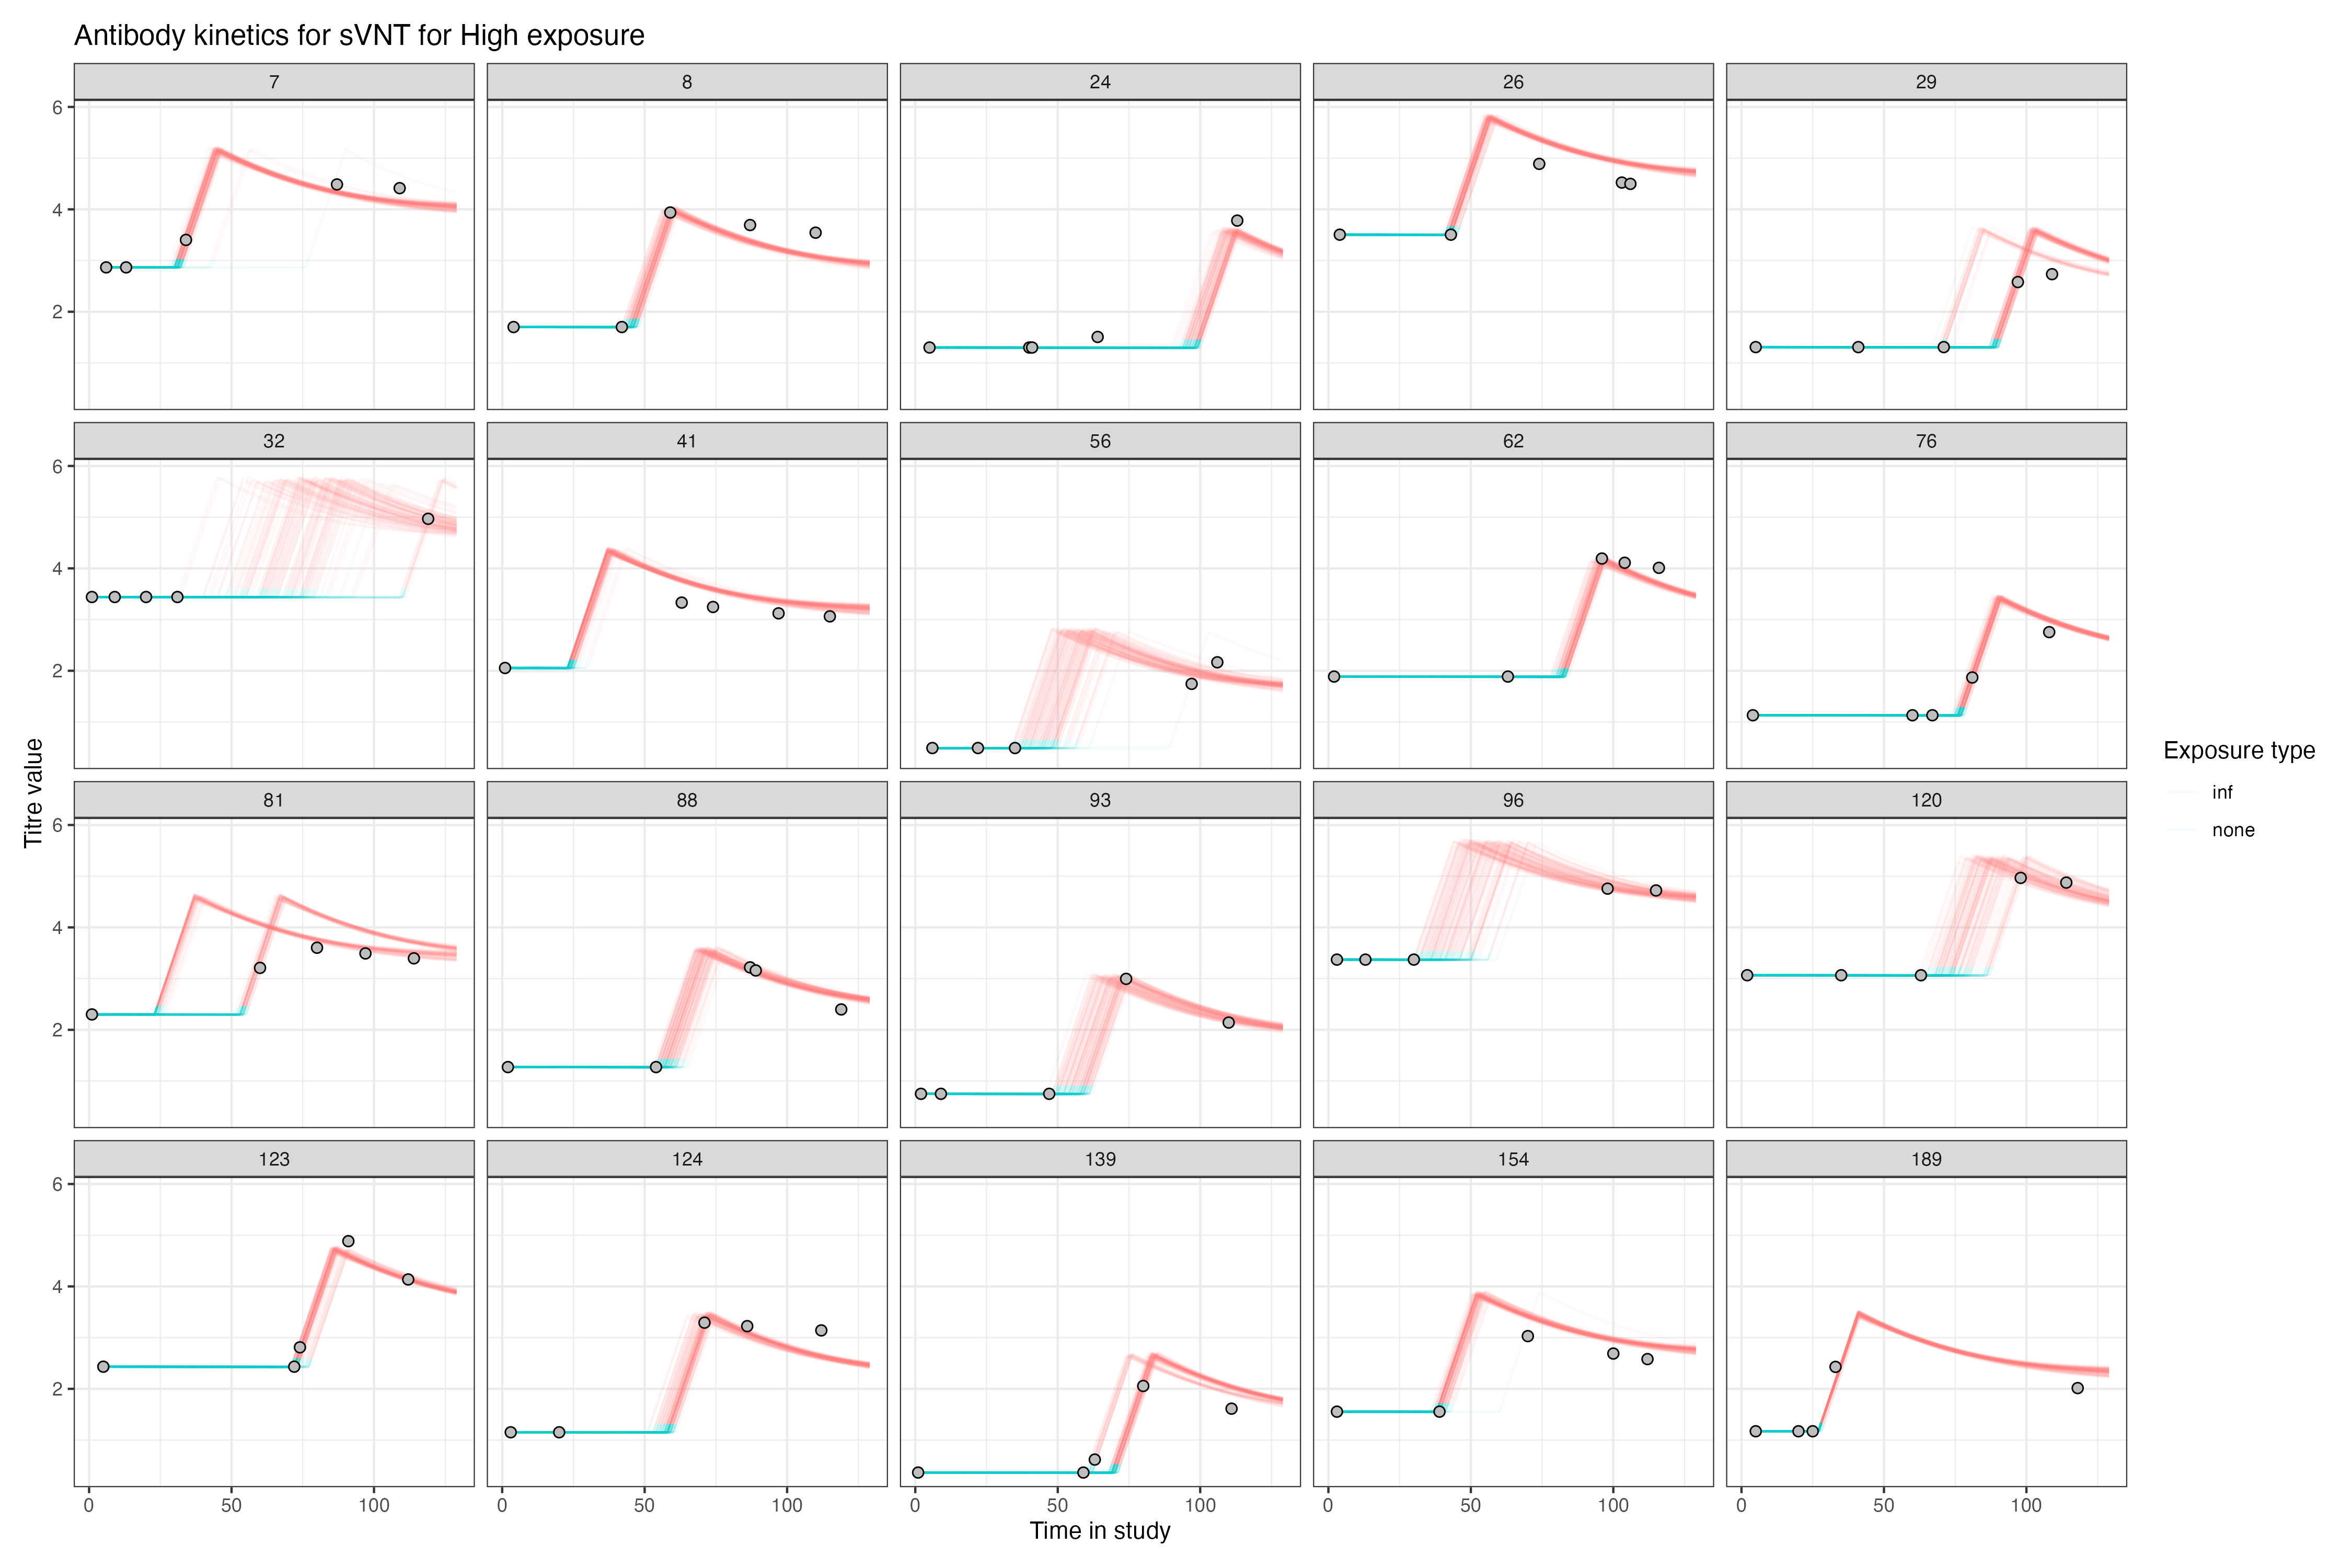 Antibody kinetics for sVNT for High exposure
7 8 24 26 29
6
4
2
32 41 56 62 76
6
4
2
81 88 93 96 120
6
4
2
123 124 139 154 189
6
4
2
0 50 100 0 50 100 0 50 100 0 50 100 0 50 100
Time in study
Titre value
Exposure type
inf
none